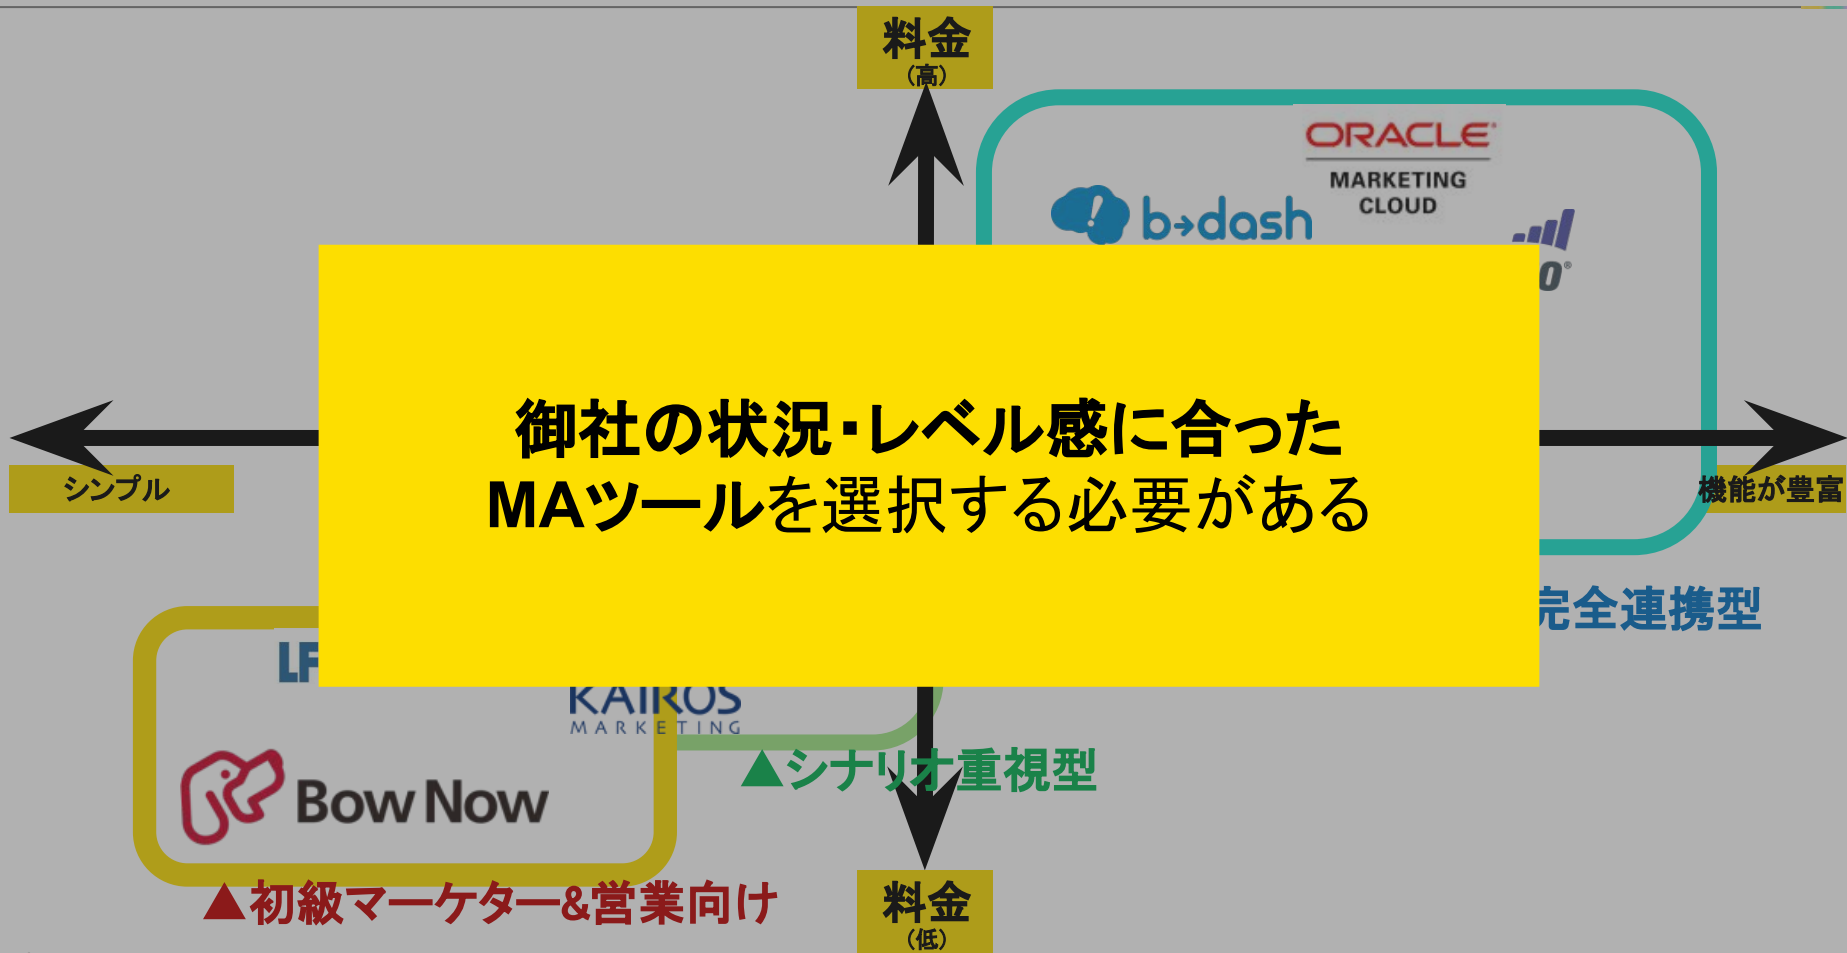 料金
(高)
ORACLE®
MARKETING
CLOUD
b→dash
御社の状況・レベル感に合った
MAツールを選択する必要がある
シンプル
機能が豊富
完全連携型
KAIROS
MARKETING
▲シナリオ重視型
Bow Now
▲初級マーケター&営業向け
料金
(低)